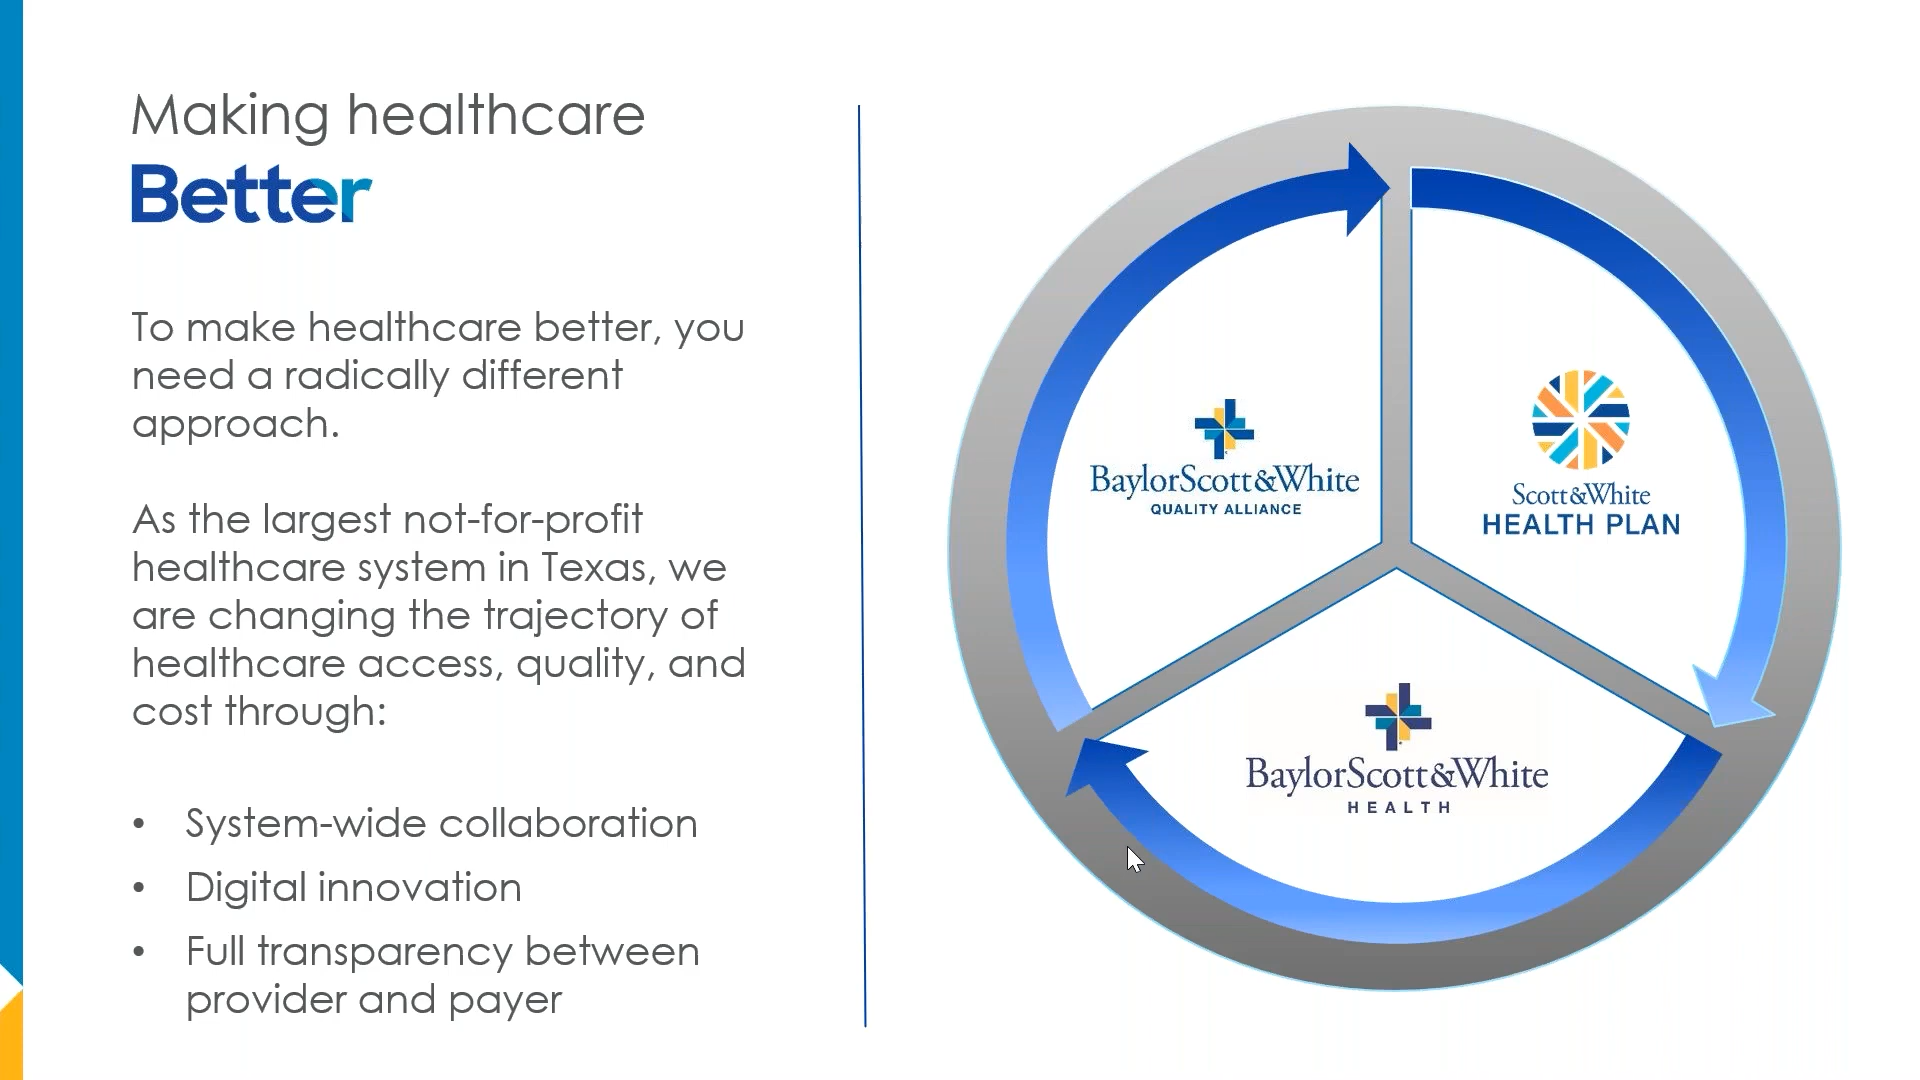 Making healthcare
Better
To make healthcare better, you
need a radically different
approach.
As the largest not-for-profit
healthcare system in Texas, we
are changing the trajectory of
healthcare access, quality, and
cost through:
• System-wide collaboration
• Digital innovation
• Full transparency between
provider and payer
BaylorScott&White
QUALITY ALLIANCE
Scott&White
HEALTH PLAN
BaylorScott&White
HEALTH